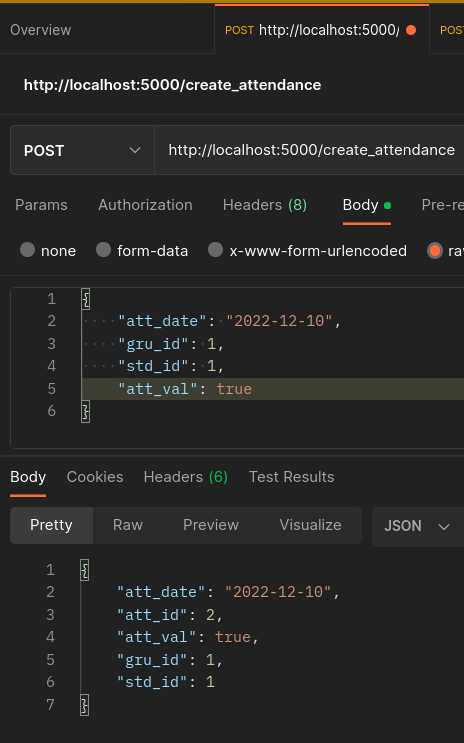 Overview
POST http://localhost:5000/
POST
http://localhost:5000/create_attendance
POST http://localhost:5000/create_attendance
Params Authorization Headers (8) Body Pre-re
none form-data x-www-form-urlencoded raw
1 {
2 "att_date": "2022-12-10",
3 "gru_id": 1,
4 "std_id": 1,
5 "att_val": true
6 }
Body Cookies Headers (6) Test Results
Pretty Raw Preview Visualize JSON
1 {
2 "att_date": "2022-12-10",
3 "att_id": 2,
4 "att_val": true,
5 "gru_id": 1,
6 "std_id": 1
7 }